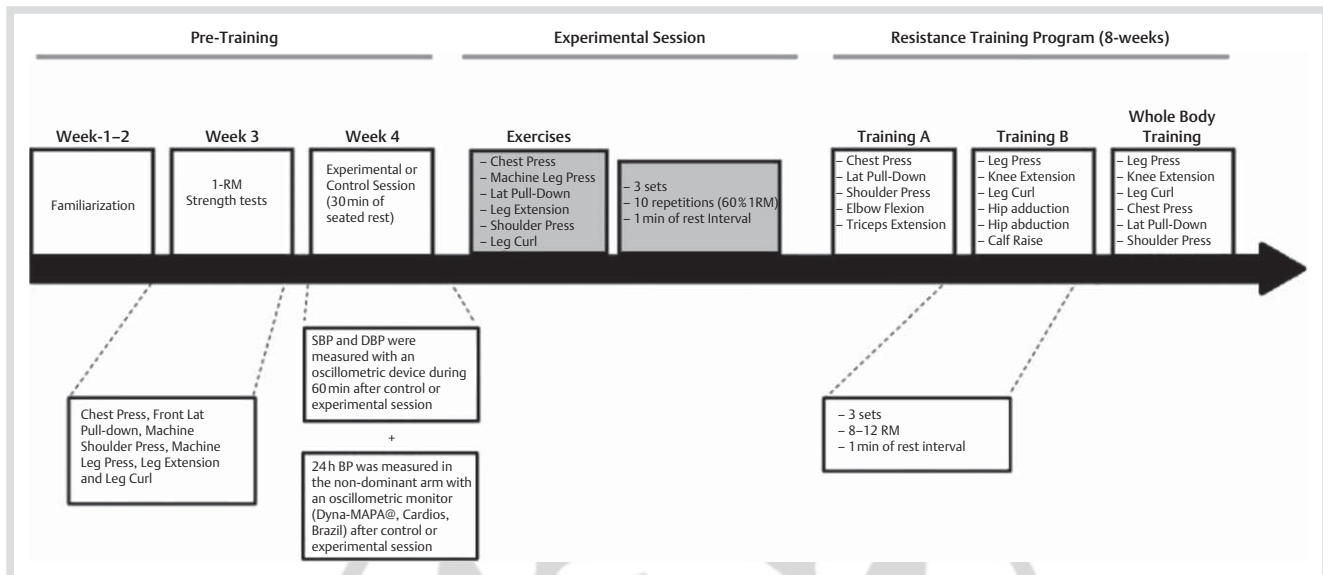 Pre-Training
Experimental Session
Resistance Training Program (8-weeks)
Week-1–2
Familiarization
Week 3
1-RM
Strength tests
Week 4
Experimental or
Control Session
(30 min of
seated rest)
Exercises
– Chest Press
– Machine Leg Press
– Lat Pull-Down
– Leg Extension
– Shoulder Press
– Leg Curl
– 3 sets
– 10 repetitions (60 % 1RM)
– 1 min of rest Interval
Training A
– Chest Press
– Lat Pull-Down
– Shoulder Press
– Elbow Flexion
– Triceps Extension
Training B
– Leg Press
– Knee Extension
– Leg Curl
– Hip adduction
– Hip abduction
– Calf Raise
Whole Body
Training
– Leg Press
– Knee Extension
– Leg Curl
– Chest Press
– Lat Pull-Down
– Shoulder Press
Chest Press, Front Lat
Pull-down, Machine
Shoulder Press, Machine
Leg Press, Leg Extension
and Leg Curl
SBP and DBP were
measured with an
oscillometric device during
60 min after control or
experimental session
+
24 h BP was measured in
the non-dominant arm with
an oscillometric monitor
(Dyna-MAPA@, Cardios,
Brazil) after control or
experimental session
– 3 sets
– 8–12 RM
– 1 min of rest interval